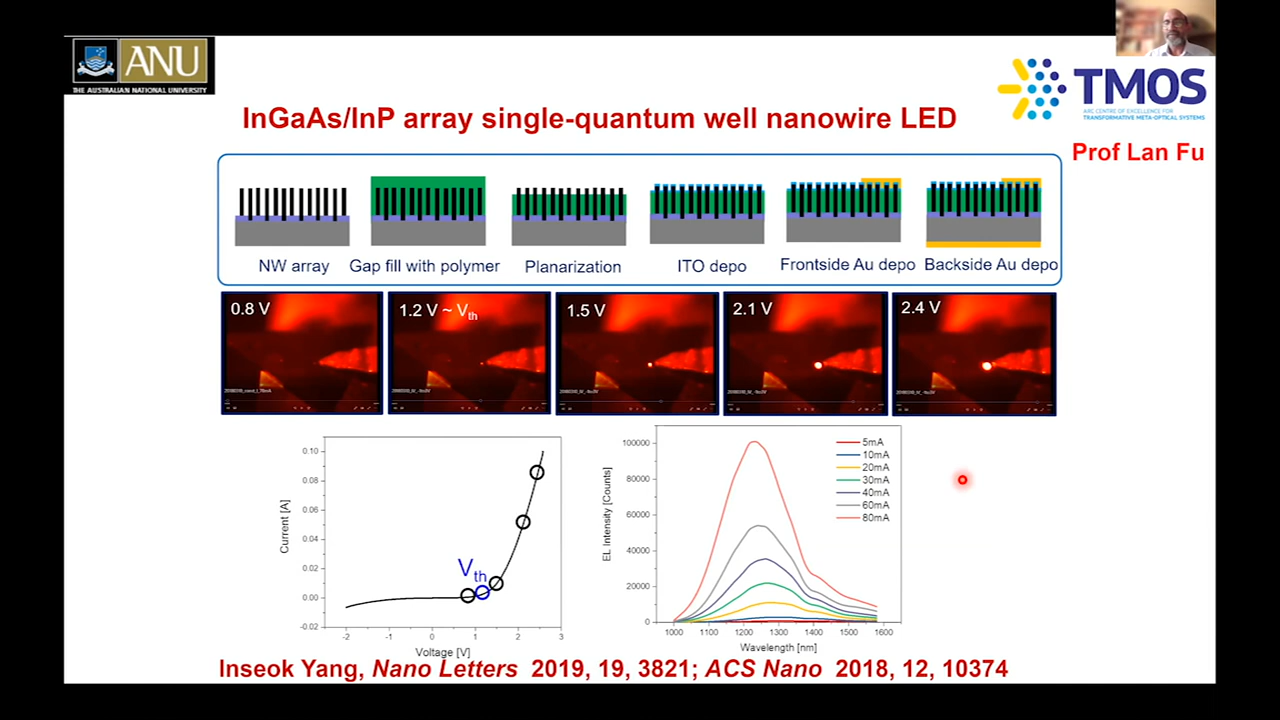 ANU
THE AUSTRALIAN NATIONAL UNIVERSITY
TMOS
ARC CENTRE OF EXCELLENCE FOR
TRANSFORMATIVE META-OPTICAL SYSTEMS
InGaAs/InP array single-quantum well nanowire LED
Prof Lan Fu
NW array
Gap fill with polymer
Planarization
ITO depo
Frontside Au depo
Backside Au depo
0.8 V
1.2 V ~ Vth
1.5 V
2.1 V
2.4 V
Current [A]
0.10
0.08
0.06
0.04
0.02
0.00
-0.02
Vth
-2 -1 0 1 2 3
Voltage [V]
EL Intensity [Counts]
100000
80000
60000
40000
20000
0
5mA
10mA
20mA
30mA
40mA
60mA
80mA
1000 1100 1200 1300 1400 1500 1600
Wavelength [nm]
Inseok Yang, Nano Letters 2019, 19, 3821; ACS Nano 2018, 12, 10374